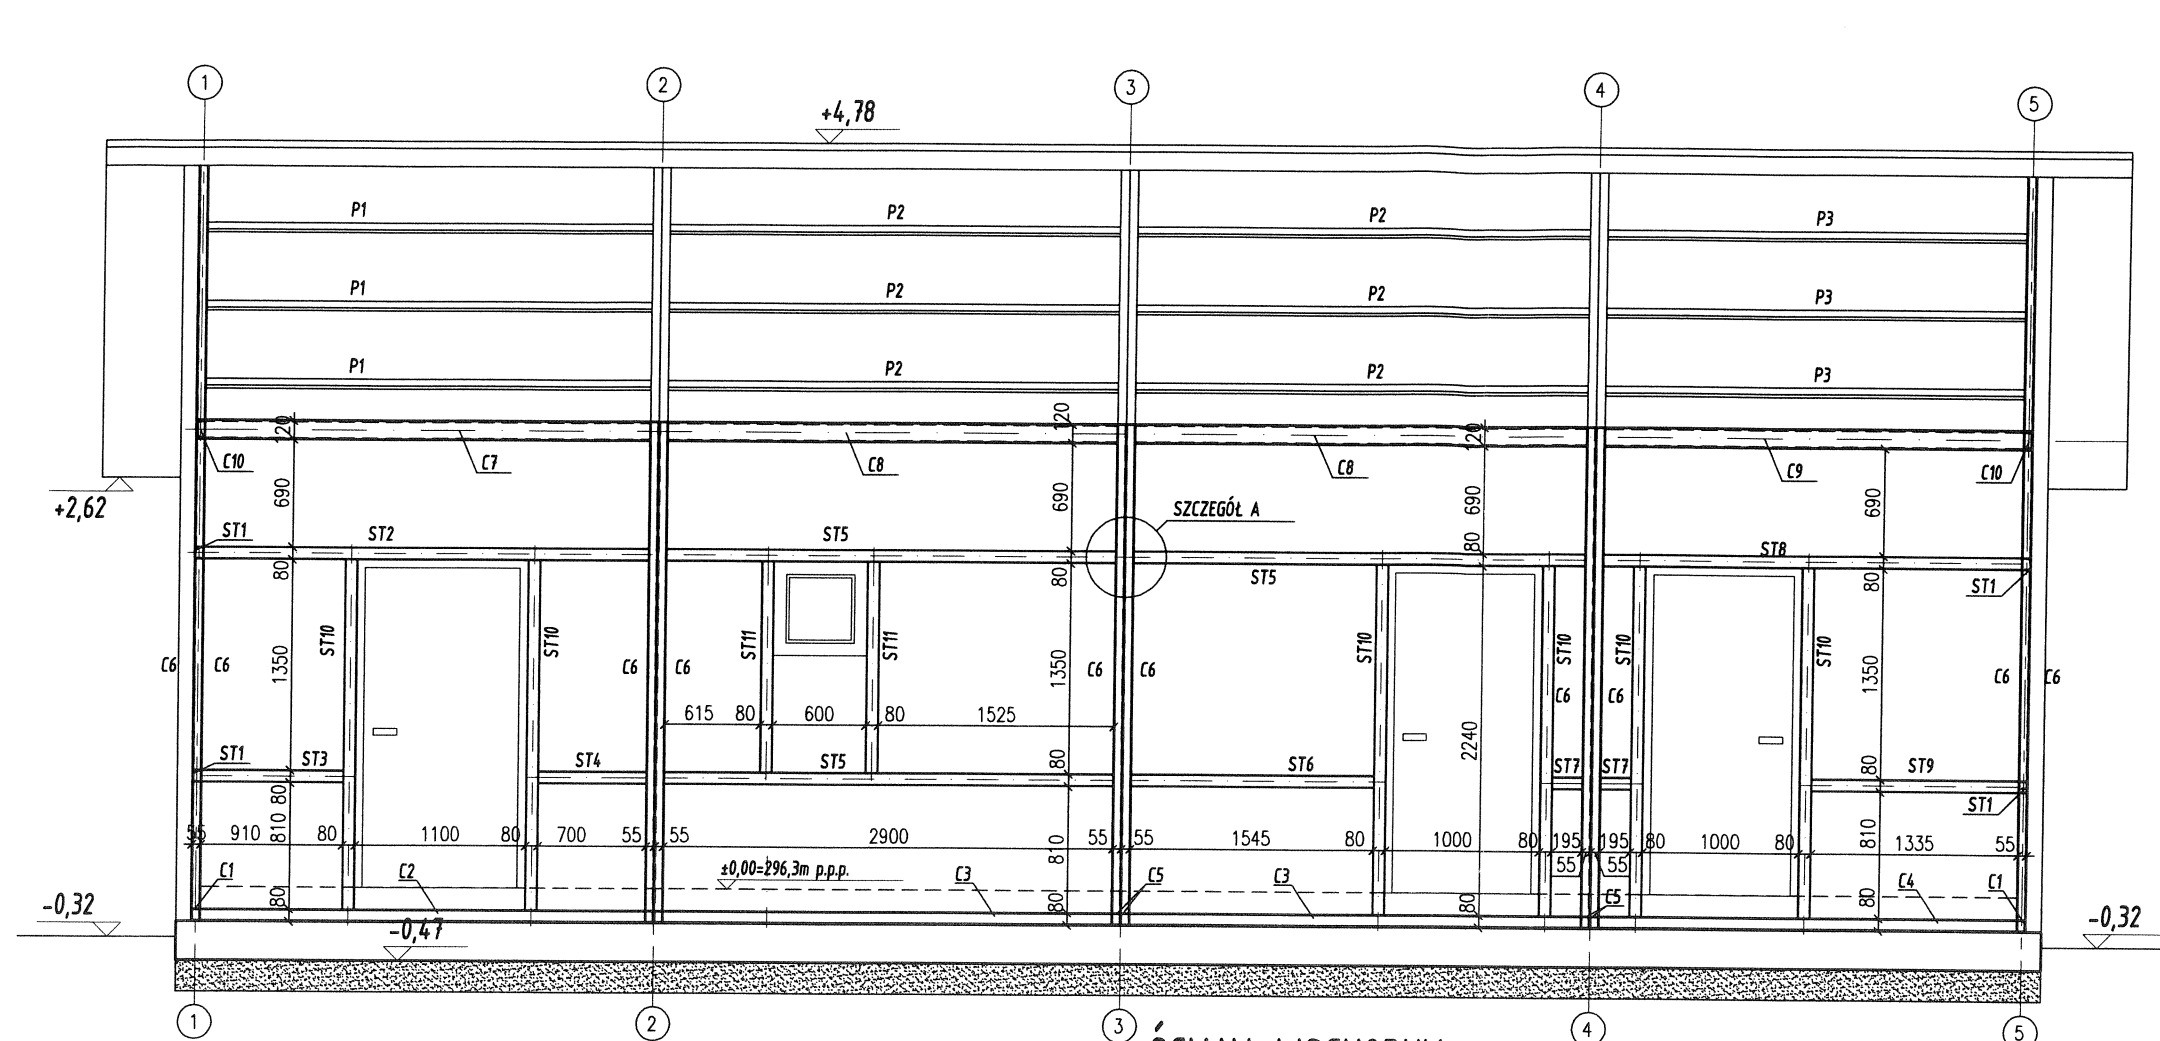 1 2 3 4 5
+4,78
P1 P2 P2 P3
P1 P2 P2 P3
P1 P2 P2 P3
120 120 120
C10 C7 C8 C8 C9 C10
+2,62
690 690 690 690
SZCZEGÓŁ A
ST1 ST2 ST5 80 ST8
80 80 ST5 80 ST1
ST10 ST10 ST11 ST11 ST10 ST10 ST10 ST10
C6 C6 1350 C6 C6 1350 C6 C6 C6 C6 1350 C6 C6
615 80 600 80 1525
2240
ST1 ST3 ST4 ST5 80 ST6 ST7 ST7 80 ST9
80 ST1
55 910 810 80 1100 80 700 55 55 2900 810 55 55 1545 80 1000 80 195 195 80 1000 80 810 1335 55
55 55
±0,00=296,3m p.p.p.
C1 C2 C3 C5 C3 C5 C4 C1
80 80 80 80
-0,32 -0,32
-0,47
1 2 3 4 5